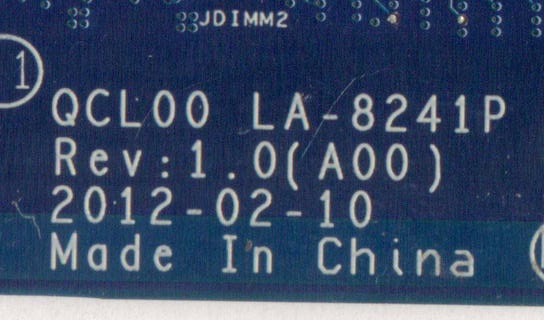 JDIMM2
1
QCL00 LA-8241P
Rev:1.0(A00)
2012-02-10
Made In China